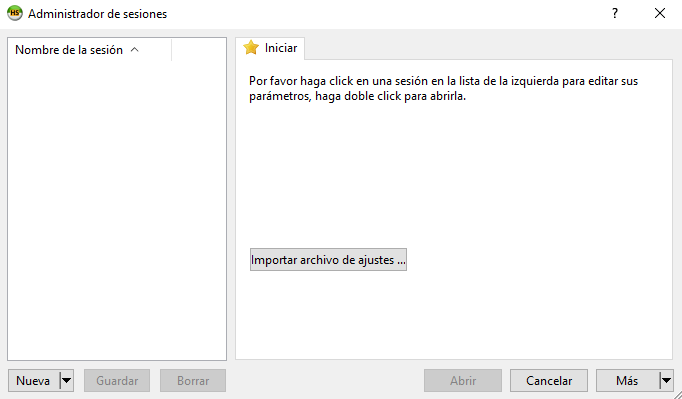 HS
Administrador de sesiones
?
Nombre de la sesión
Iniciar
Por favor haga click en una sesión en la lista de la izquierda para editar sus
parámetros, haga doble click para abrirla.
Importar archivo de ajustes ...
Nueva
Guardar
Borrar
Abrir
Cancelar
Más